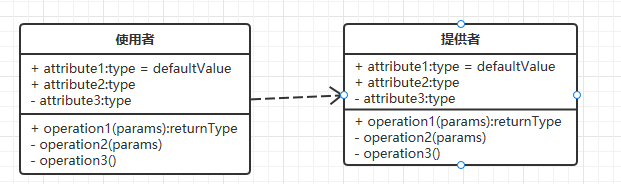 使用者
+ attribute1:type = defaultValue
+ attribute2:type
- attribute3:type
+ operation1(params):returnType
- operation2(params)
- operation3()
提供者
+ attribute1:type = defaultValue
+ attribute2:type
- attribute3:type
+ operation1(params):returnType
- operation2(params)
- operation3()